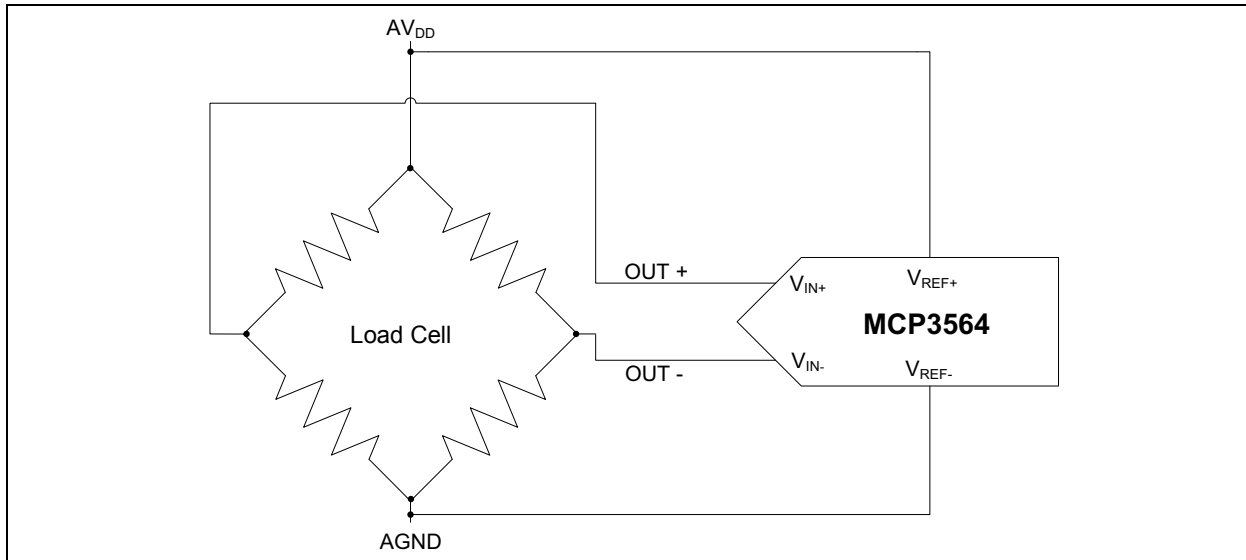 AVDD
OUT +
VIN+
VREF+
Load Cell
MCP3564
VIN-
OUT -
VREF-
AGND